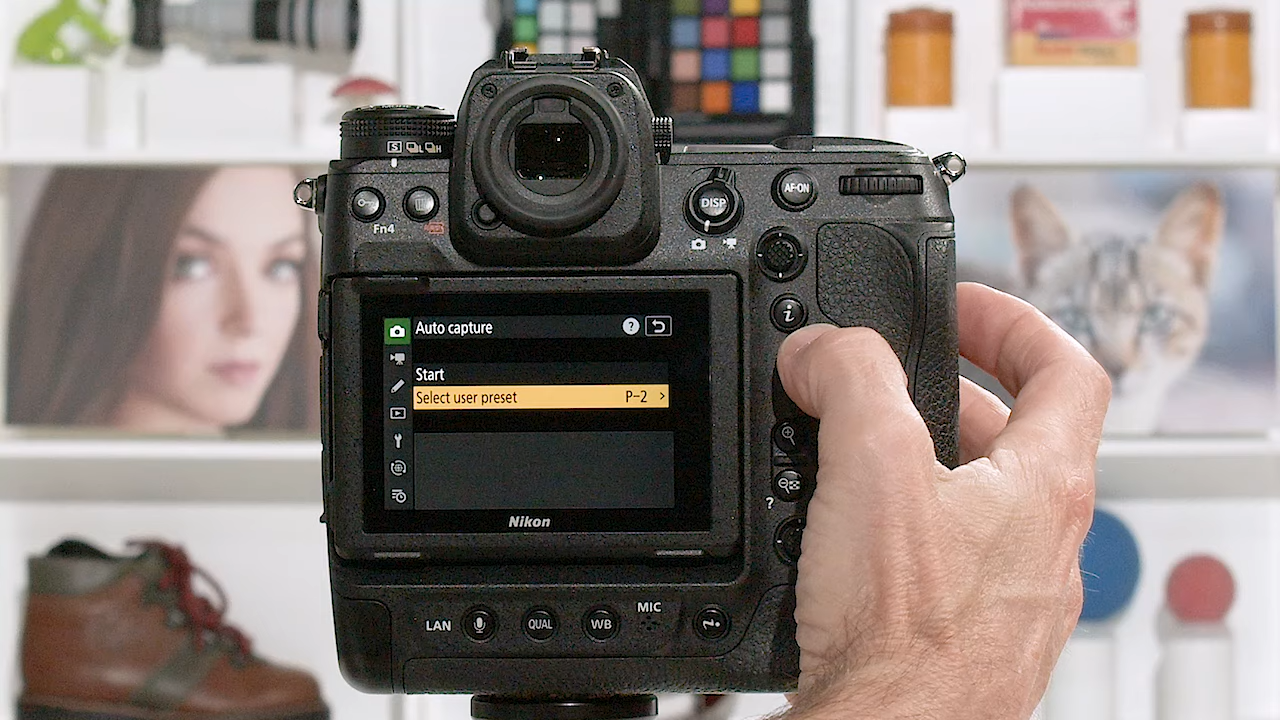 S L H
Fn4
DISP
AF-ON
i
Auto capture
?
Start
Select user preset P-2 >
?
Nikon
LAN
QUAL
WB
MIC